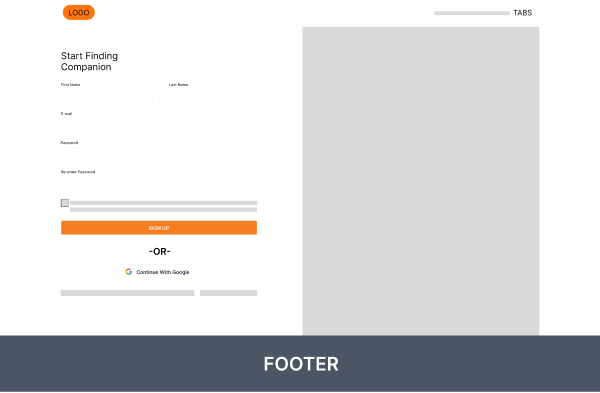 LOGO
TABS
Start Finding
Companion
First Name
Last Name
E-mail
Password
Re-enter Password
SIGN UP
-OR-
Continue With Google
FOOTER